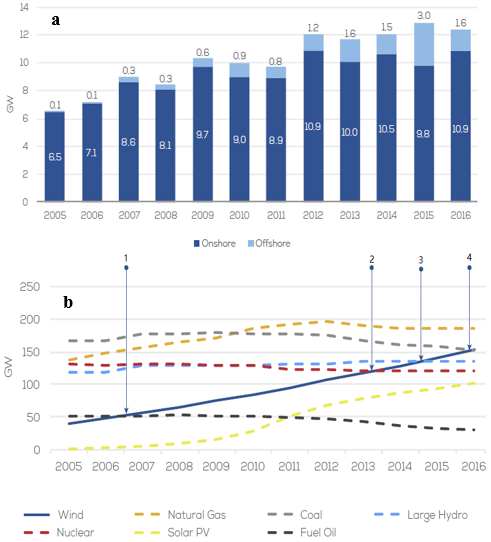 a
14
12
10
8
6
4
2
0
GW
0.1 0.1 0.3 0.3 0.6 0.9 0.8 1.2 1.6 1.5 3.0 1.6
6.5 7.1 8.6 8.1 9.7 9.0 8.9 10.9 10.0 10.5 9.8 10.9
2005 2006 2007 2008 2009 2010 2011 2012 2013 2014 2015 2016
Onshore Offshore
1 2 3 4
b
250
200
150
100
50
0
GW
2005 2006 2007 2008 2009 2010 2011 2012 2013 2014 2015 2016
Wind Natural Gas Coal Large Hydro
Nuclear Solar PV Fuel Oil